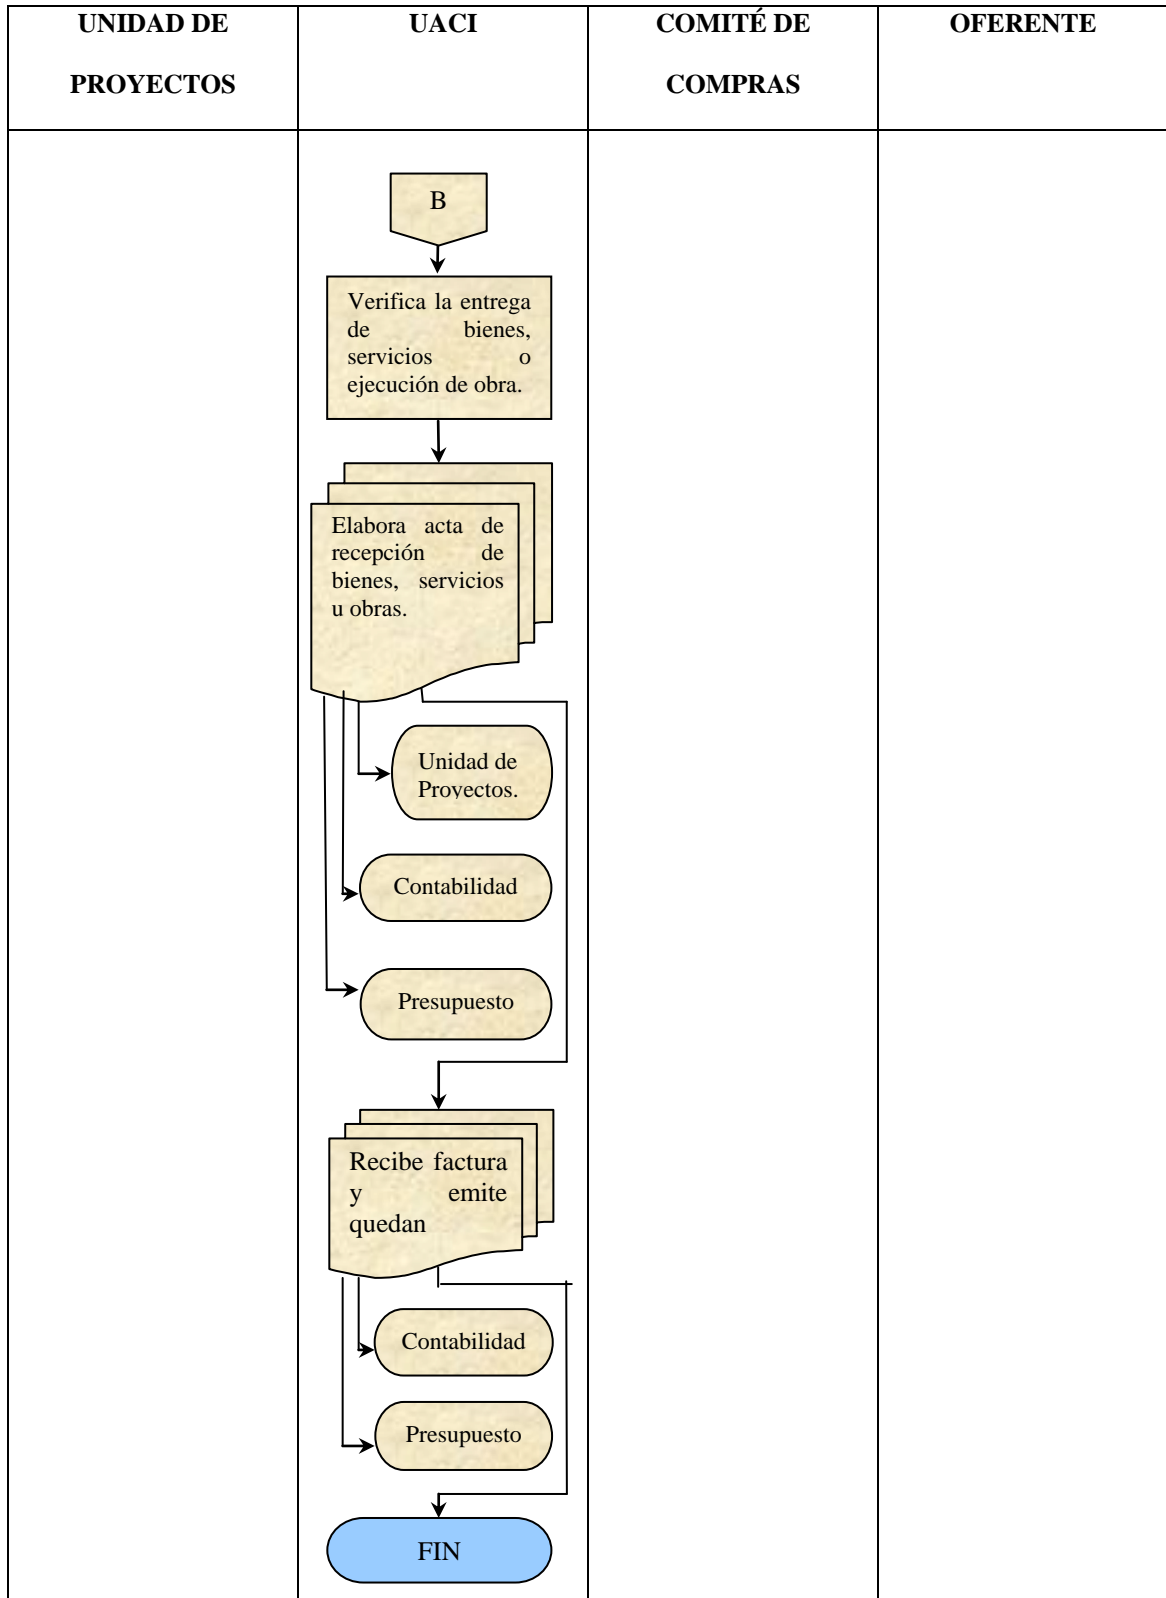 UNIDAD DE
PROYECTOS
UACI
COMITÉ DE
COMPRAS
OFERENTE
B
Verifica la entrega
de bienes,
servicios o
ejecución de obra.
Elabora acta de
recepción de
bienes, servicios
u obras.
Unidad de
Proyectos.
Contabilidad
Presupuesto
Recibe factura
y emite
quedan
Contabilidad
Presupuesto
FIN